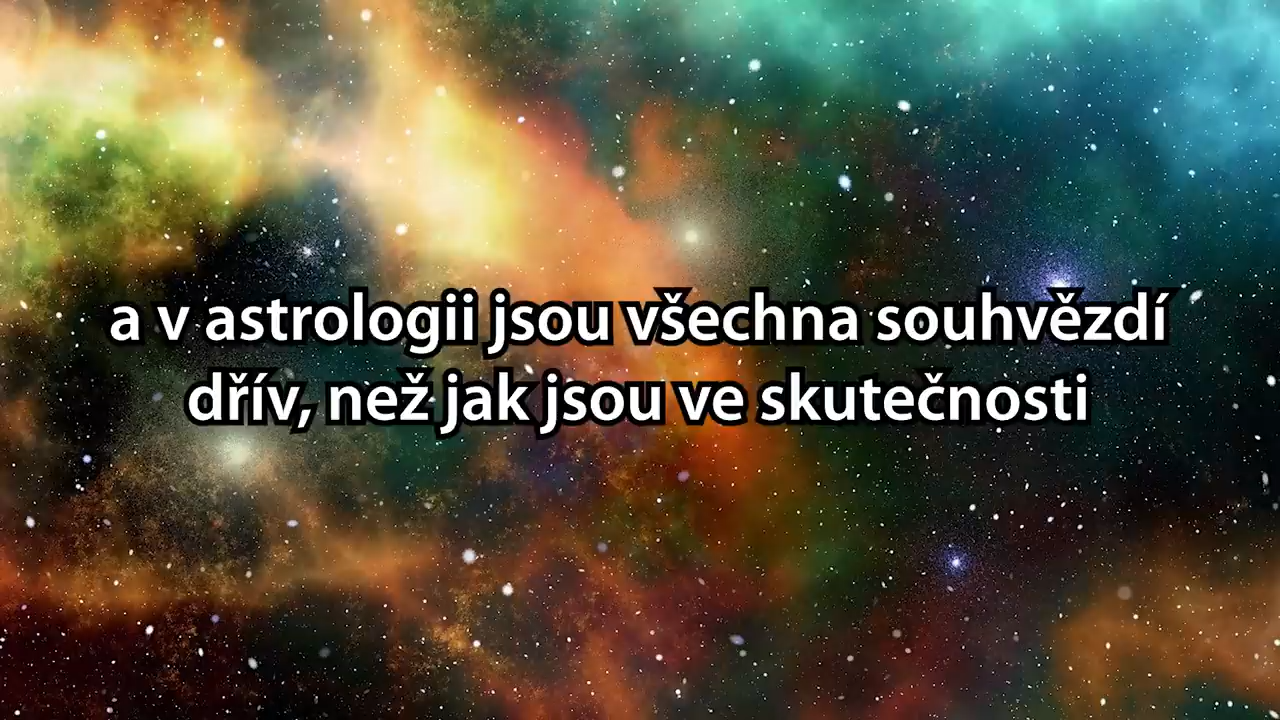 a v astrologii jsou všechna souhvězdí
dřív, než jak jsou ve skutečnosti